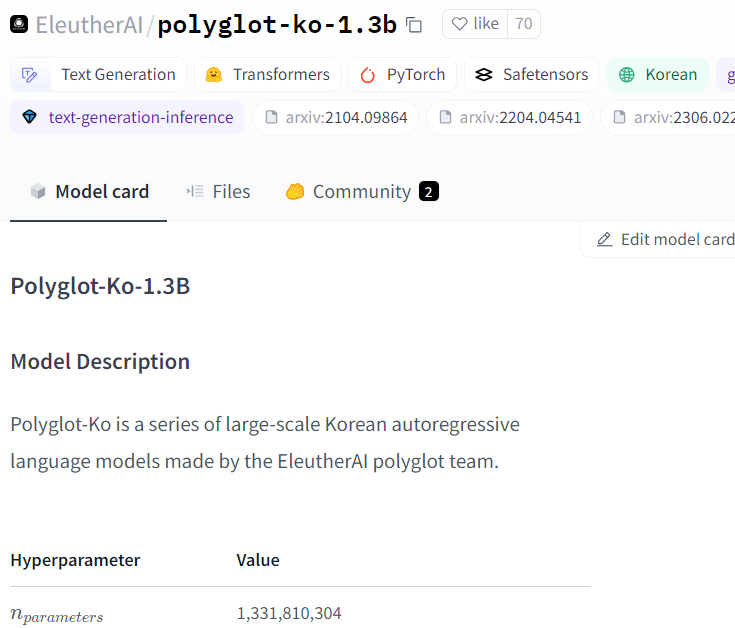 EleutherAI/polyglot-ko-1.3b like 70
Text Generation Transformers PyTorch Safetensors Korean g
text-generation-inference arxiv:2104.09864 arxiv:2204.04541 arxiv:2306.022
Model card Files Community 2
Edit model card
Polyglot-Ko-1.3B
Model Description
Polyglot-Ko is a series of large-scale Korean autoregressive
language models made by the EleutherAI polyglot team.
Hyperparameter Value
n_parameters 1,331,810,304